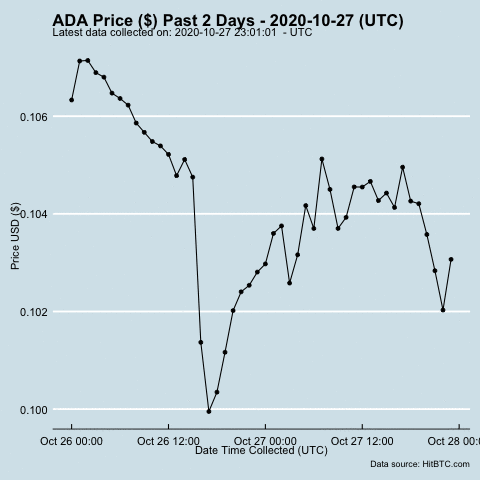 ADA Price ($) Past 2 Days - 2020-10-27 (UTC)
Latest data collected on: 2020-10-27 23:01:01 - UTC
0.106
0.104
0.102
0.100
Price USD ($)
Oct 26 00:00 Oct 26 12:00 Oct 27 00:00 Oct 27 12:00 Oct 28 00:0
Date Time Collected (UTC)
Data source: HitBTC.com